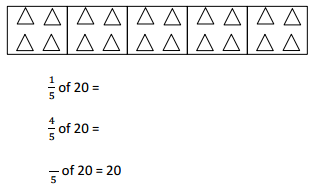 1/5 of 20 =
4/5 of 20 =
_/5 of 20 = 20